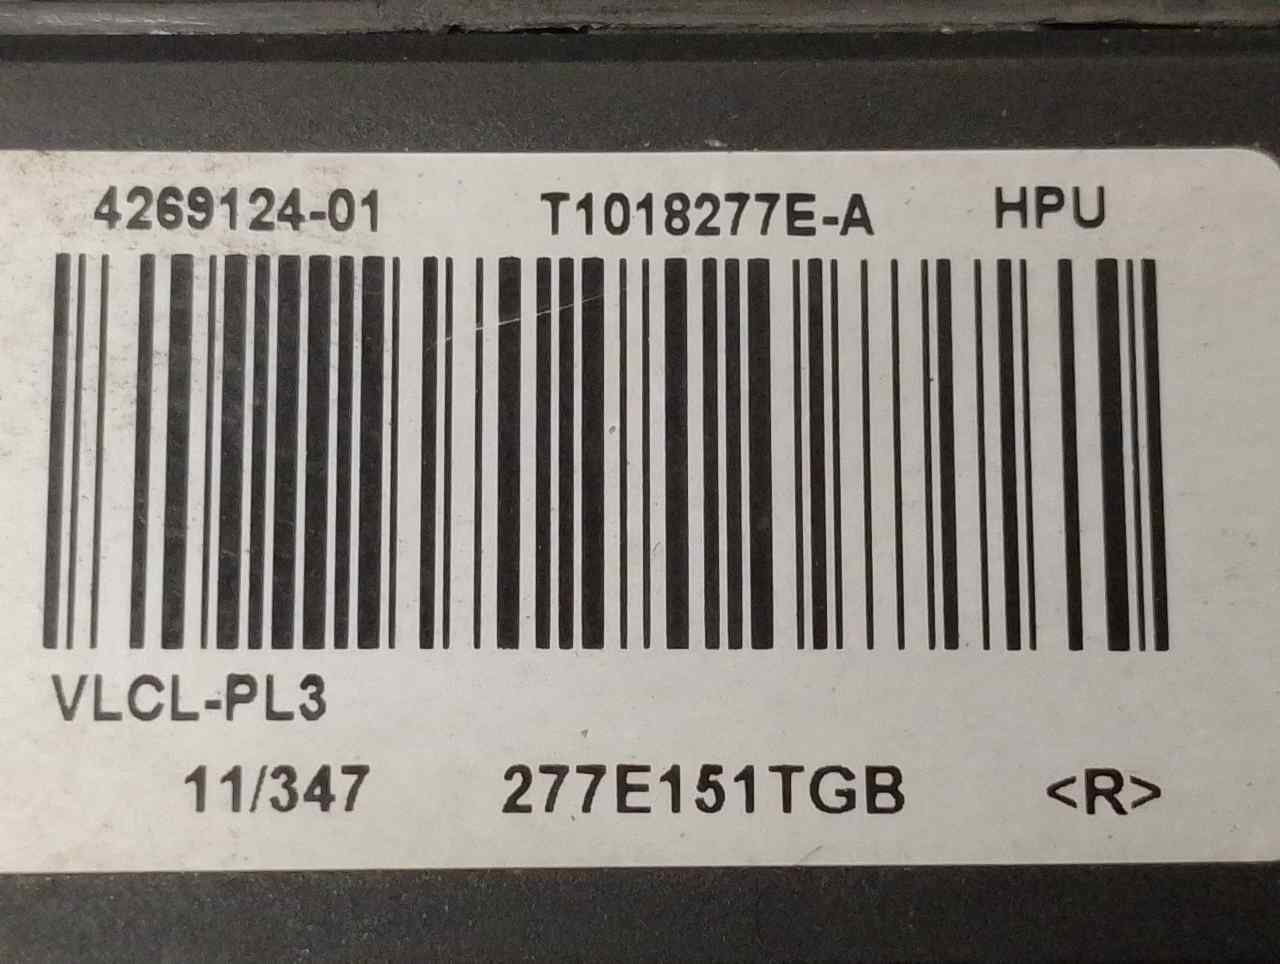 4269124-01 T1018277E-A HPU
VLCL-PL3
11/347 277E151TGB <R>